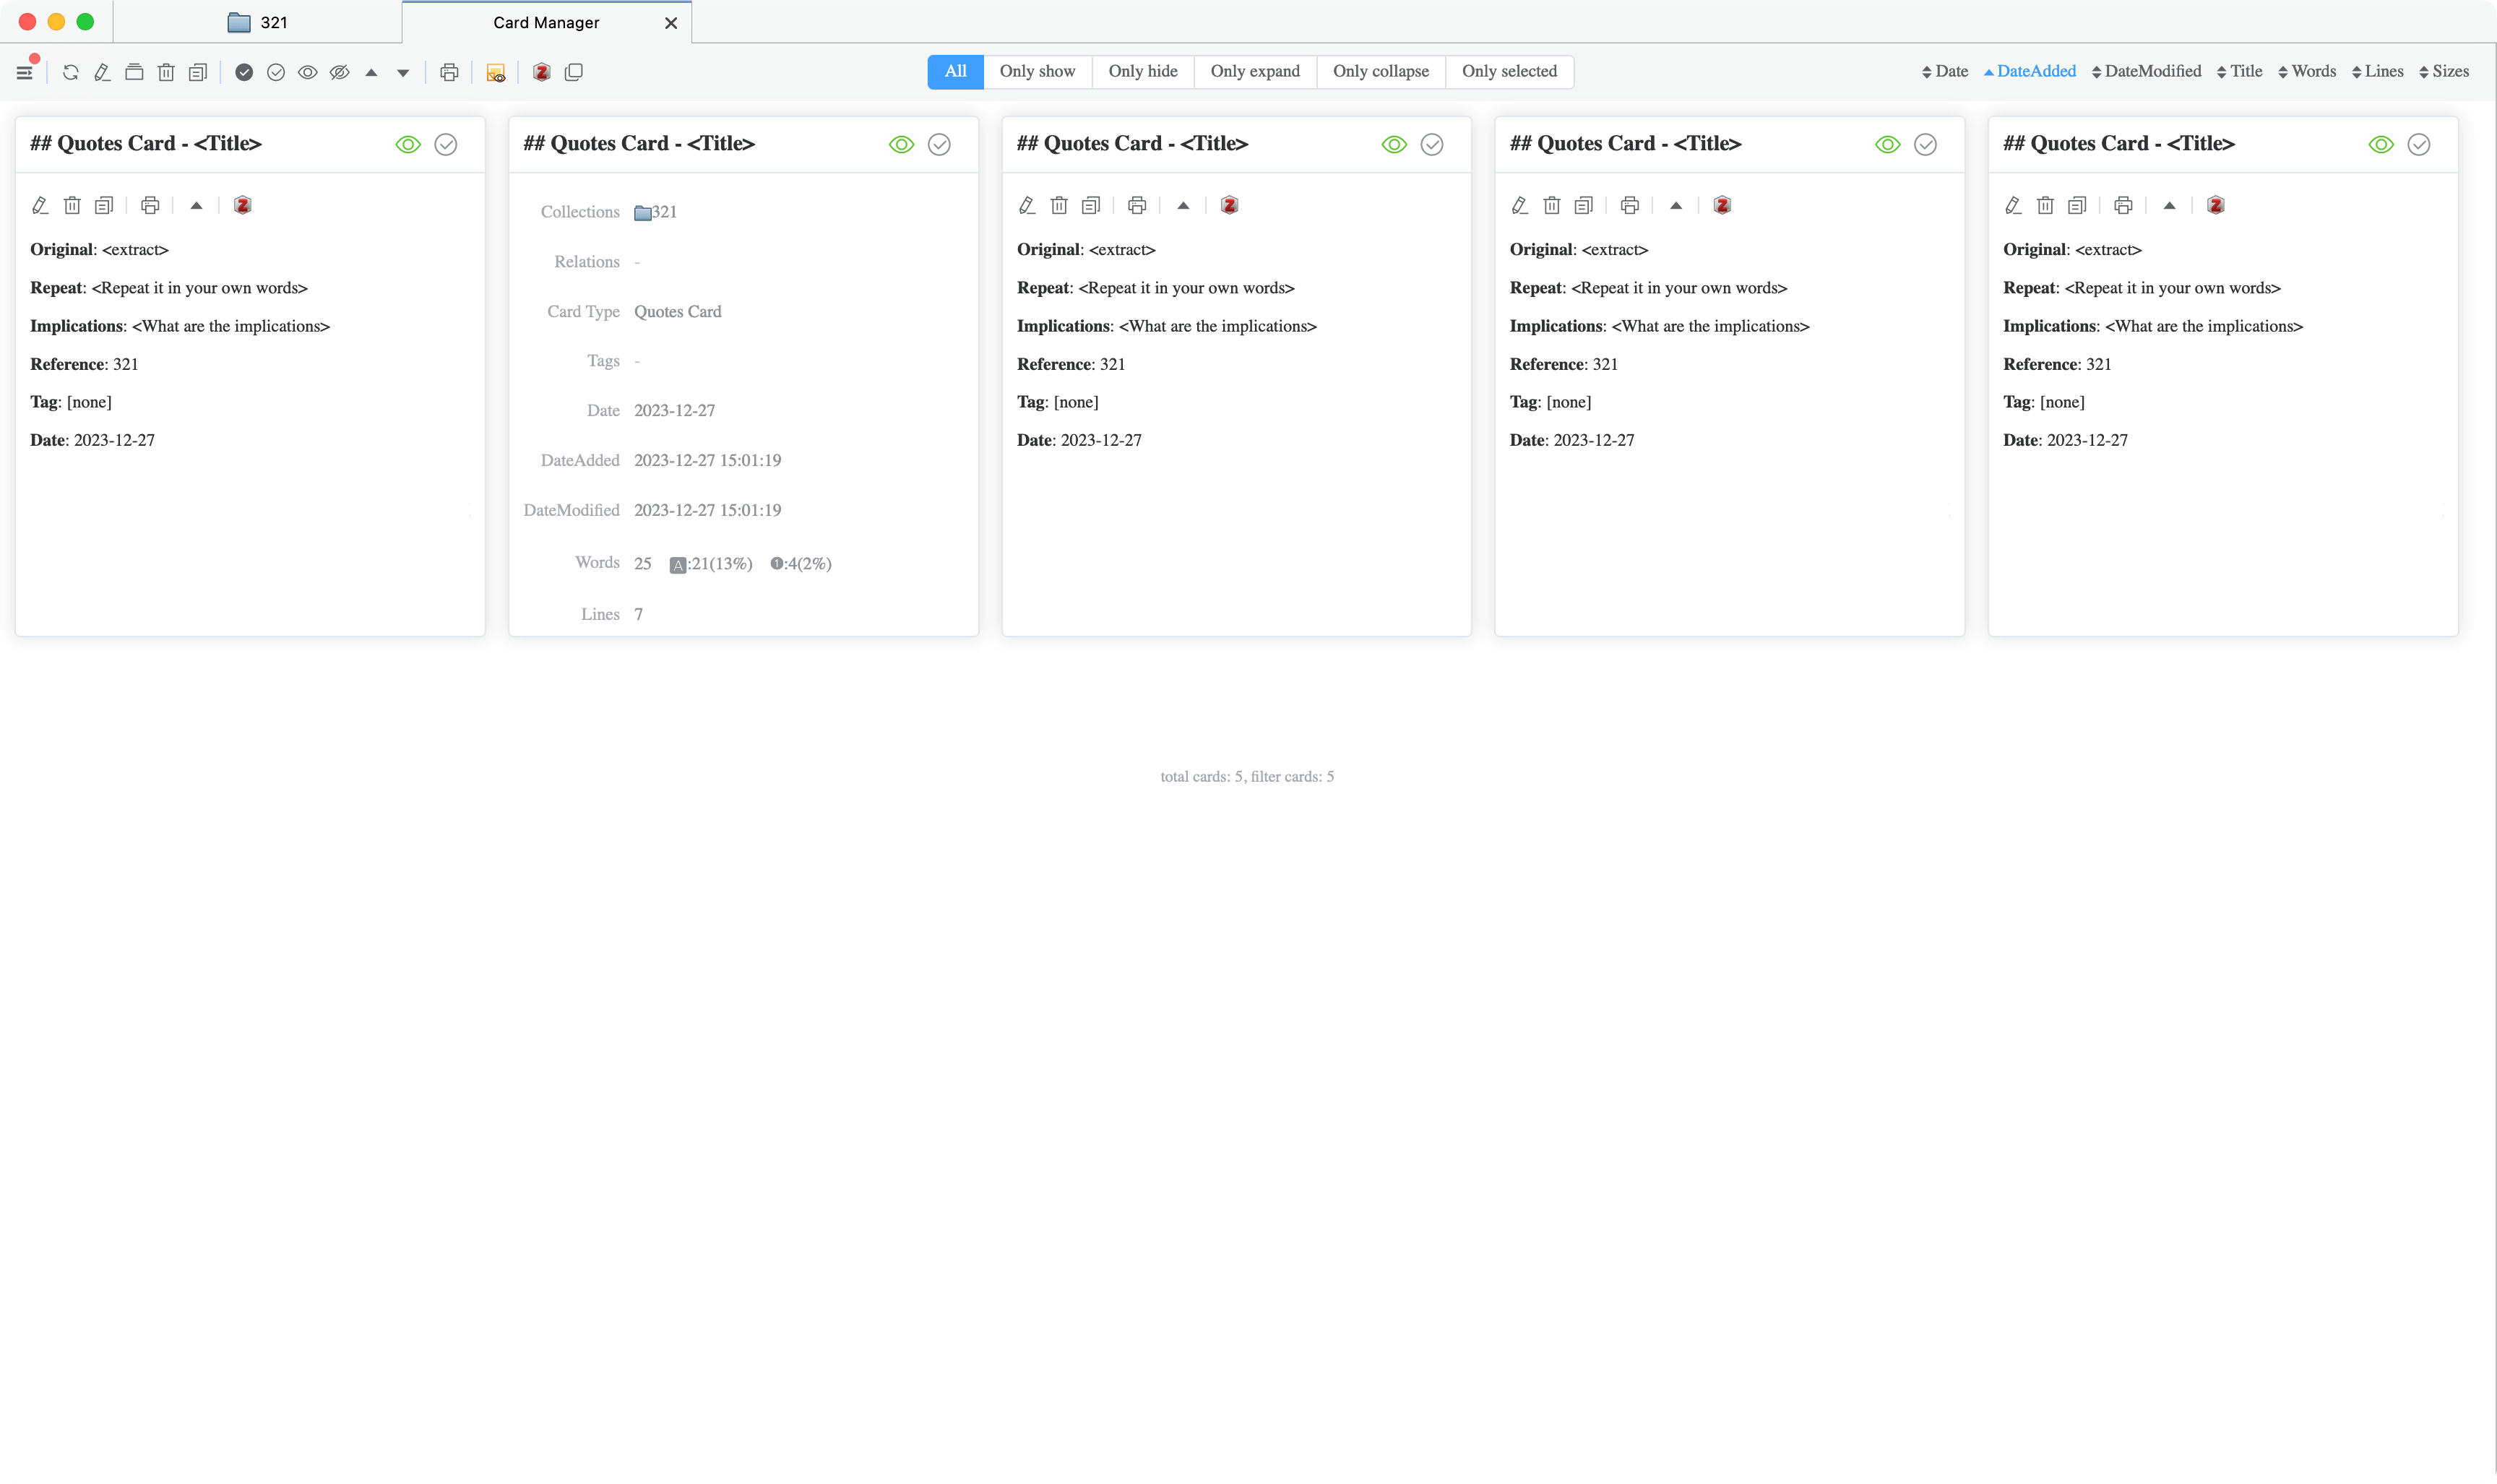 321
Card Manager
All
Only show
Only hide
Only expand
Only collapse
Only selected
Date
DateAdded
DateModified
Title
Words
Lines
Sizes
## Quotes Card - <Title>
Original: <extract>
Repeat: <Repeat it in your own words>
Implications: <What are the implications>
Reference: 321
Tag: [none]
Date: 2023-12-27
## Quotes Card - <Title>
Collections 321
Relations -
Card Type Quotes Card
Tags -
Date 2023-12-27
DateAdded 2023-12-27 15:01:19
DateModified 2023-12-27 15:01:19
Words 25 A:21(13%) 1:4(2%)
Lines 7
## Quotes Card - <Title>
Original: <extract>
Repeat: <Repeat it in your own words>
Implications: <What are the implications>
Reference: 321
Tag: [none]
Date: 2023-12-27
## Quotes Card - <Title>
Original: <extract>
Repeat: <Repeat it in your own words>
Implications: <What are the implications>
Reference: 321
Tag: [none]
Date: 2023-12-27
## Quotes Card - <Title>
Original: <extract>
Repeat: <Repeat it in your own words>
Implications: <What are the implications>
Reference: 321
Tag: [none]
Date: 2023-12-27
total cards: 5, filter cards: 5